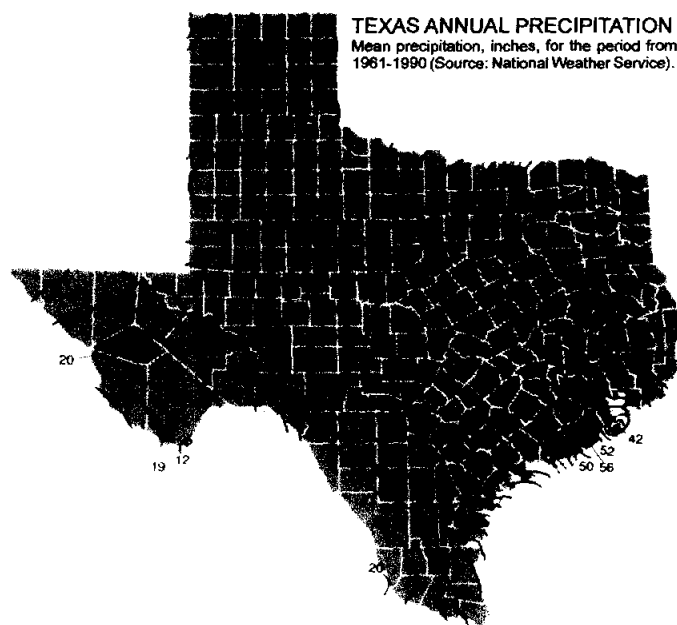 TEXAS ANNUAL PRECIPITATION
Mean precipitation, inches, for the period from
1961-1990 (Source: National Weather Service).
20
19
12
42
52
50
56
20